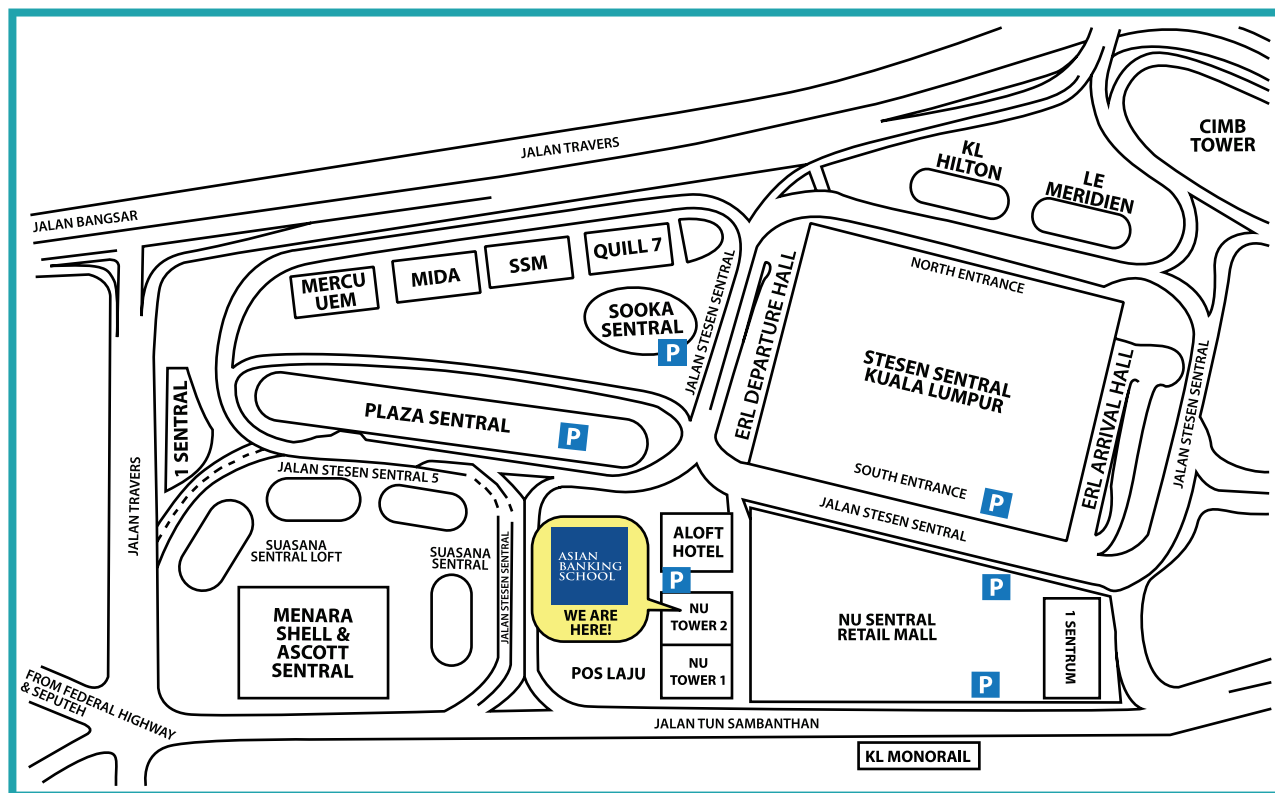 CIMB
TOWER
KL
HILTON
LE
MERIDIEN
JALAN TRAVERS
JALAN BANGSAR
MERCU
UEM
MIDA
SSM
QUILL 7
SOOKA
SENTRAL
P
JALAN STESEN SENTRAL
ERL DEPARTURE HALL
NORTH ENTRANCE
STESEN SENTRAL
KUALA LUMPUR
SOUTH ENTRANCE
P
ERL ARRIVAL HALL
JALAN STESEN SENTRAL
JALAN STESEN SENTRAL
1 SENTRAL
PLAZA SENTRAL
P
JALAN TRAVERS
JALAN STESEN SENTRAL 5
SUASANA
SENTRAL LOFT
SUASANA
SENTRAL
JALAN STESEN SENTRAL
MENARA
SHELL &
ASCOTT
SENTRAL
ASIAN
BANKING
SCHOOL
WE ARE
HERE!
ALOFT
HOTEL
P
NU
TOWER 2
NU
TOWER 1
POS LAJU
P
NU SENTRAL
RETAIL MALL
P
1 SENTRUM
FROM FEDERAL HIGHWAY
& SEPUTEH
JALAN TUN SAMBANTHAN
KL MONORAIL